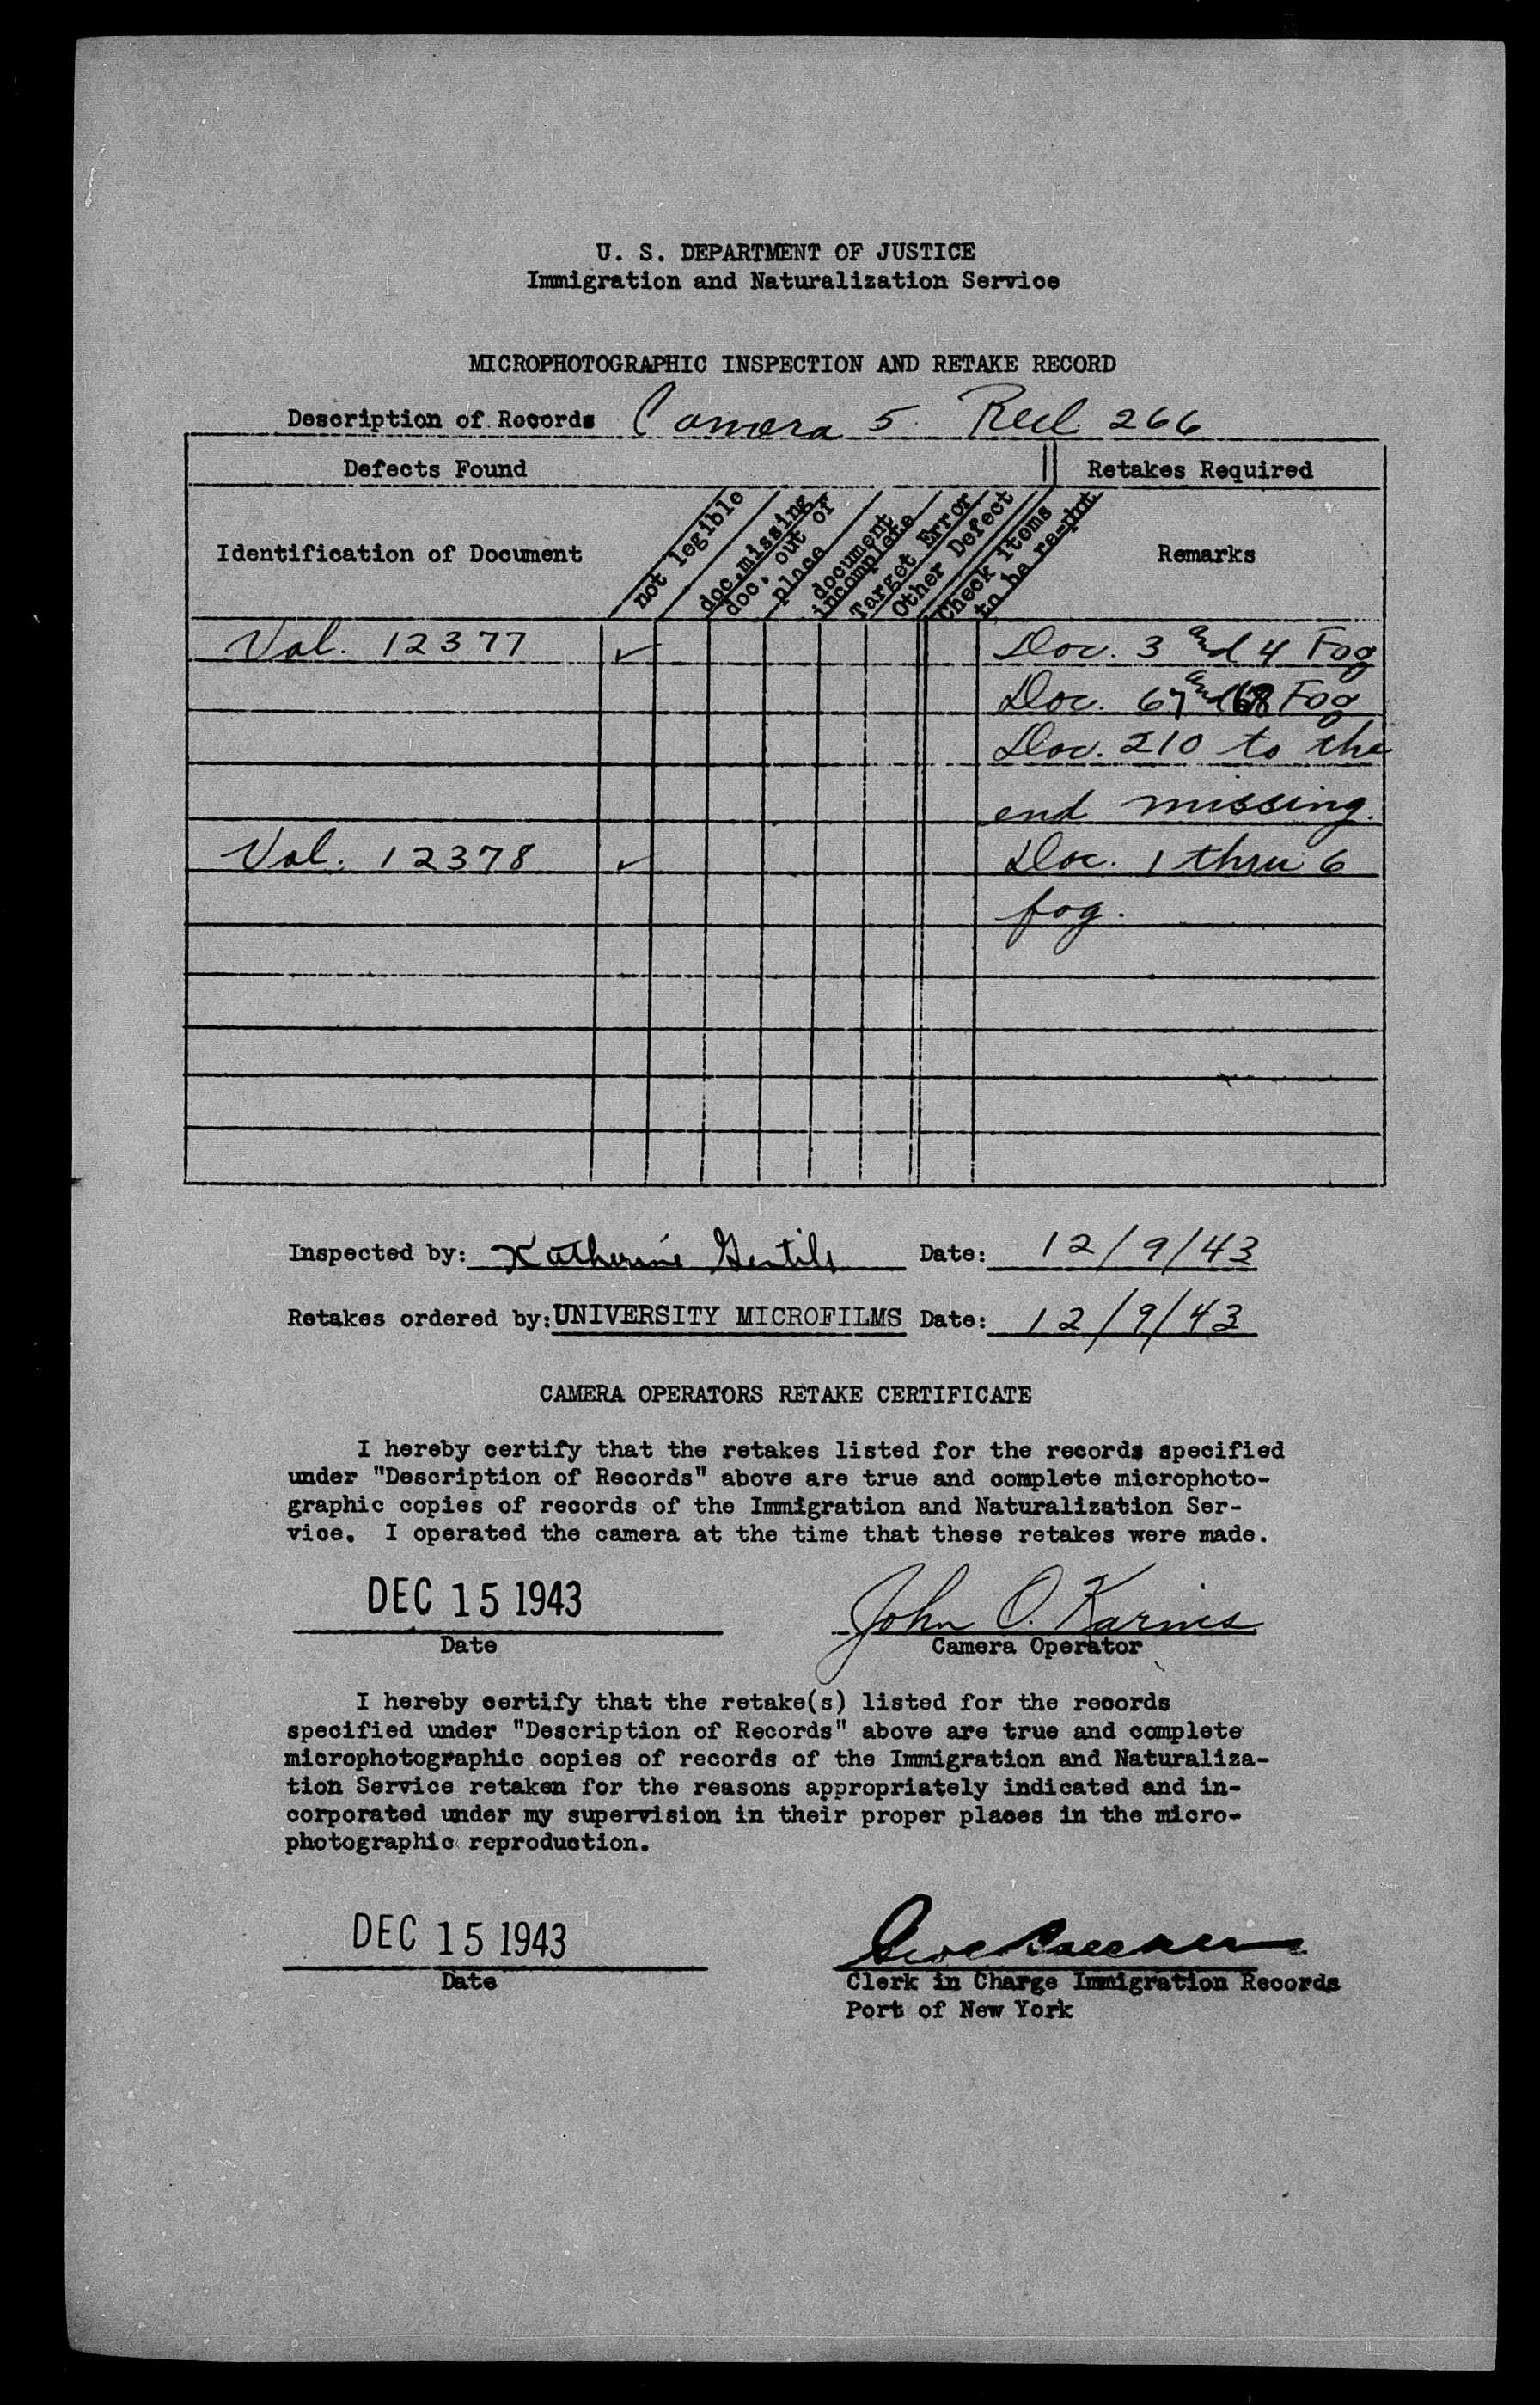 U. S. DEPARTMENT OF JUSTICE
Immigration and Naturalization Service
MICROPHOTOGRAPHIC INSPECTION AND RETAKE RECORD
Description of Records Camera 5 Reel 266
Defects Found Retakes Required
Identification of Document
not legible
doc. missing
doc. out of
place
document
incomplete
Target Error
Other Defect
Check items
to be re-phot
Remarks
Vol. 12377 ✓ Doc. 3 and 4 Fog
Doc. 67 and 68 Fog
Doc. 210 to the
end missing.
Vol. 12378 ✓ Doc. 1 thru 6
fog.
Inspected by: Katherine Date: 12/9/43
Retakes ordered by: UNIVERSITY MICROFILMS Date: 12/9/43
CAMERA OPERATORS RETAKE CERTIFICATE
I hereby certify that the retakes listed for the records specified
under "Description of Records" above are true and complete microphoto-
graphic copies of records of the Immigration and Naturalization Ser-
vice. I operated the camera at the time that these retakes were made.
DEC 15 1943 John O.
Date Camera Operator
I hereby certify that the retake(s) listed for the records
specified under "Description of Records" above are true and complete
microphotographic copies of records of the Immigration and Naturaliza-
tion Service retaken for the reasons appropriately indicated and in-
corporated under my supervision in their proper places in the micro-
photographic reproduction.
DEC 15 1943
Date Clerk in Charge Immigration Records
Port of New York